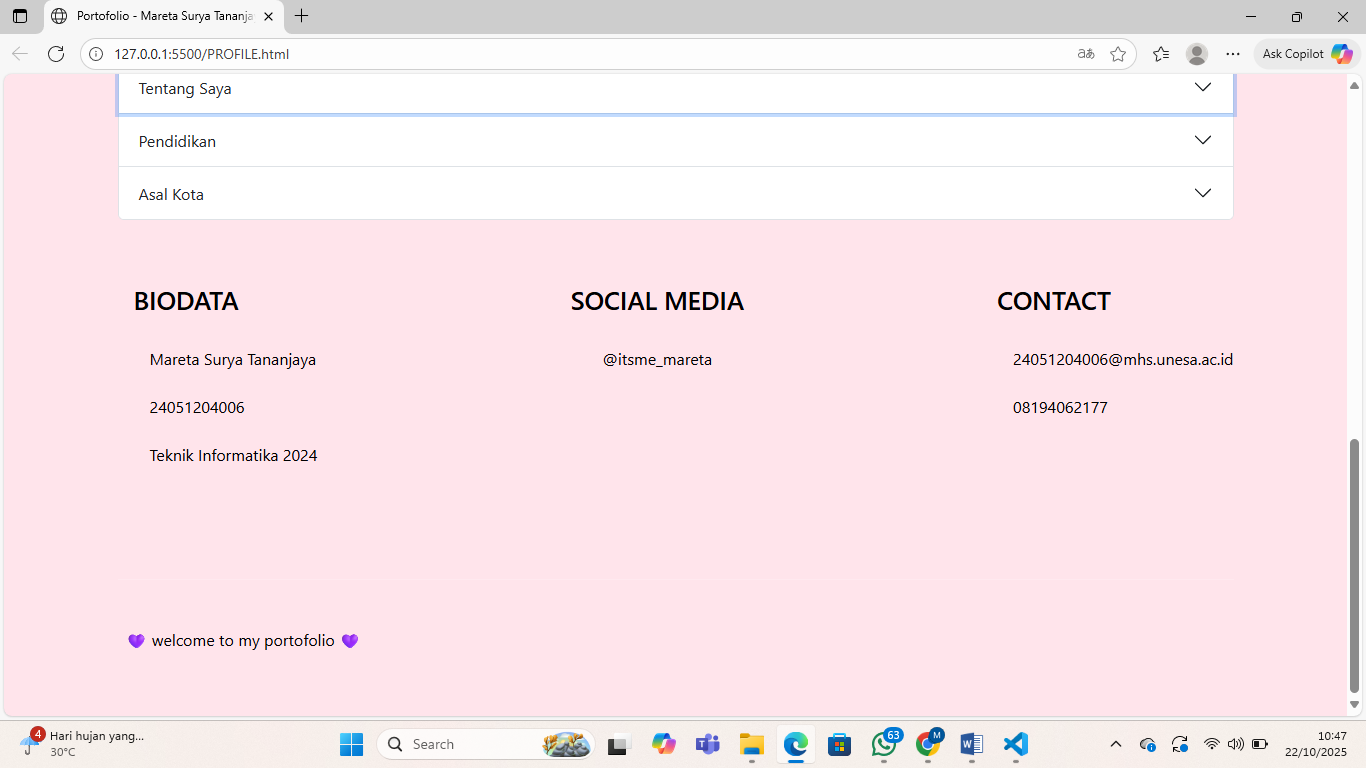 Portofolio - Mareta Surya Tananja
127.0.0.1:5500/PROFILE.html
Ask Copilot
Tentang Saya
Pendidikan
Asal Kota
BIODATA
SOCIAL MEDIA
CONTACT
Mareta Surya Tananjaya
@itsme_mareta
24051204006@mhs.unesa.ac.id
24051204006
08194062177
Teknik Informatika 2024
💜 welcome to my portofolio 💜
4
Hari hujan yang...
30°C
Search
63
M
10:47
22/10/2025